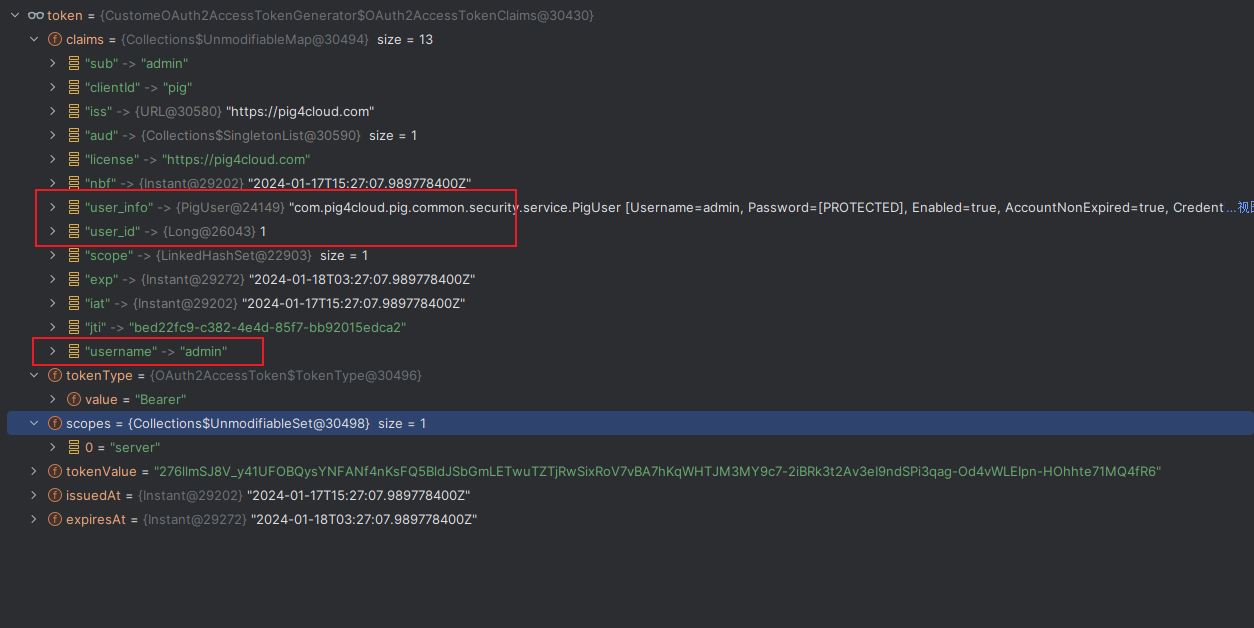 token = {CustomeOAuth2AccessTokenGenerator$OAuth2AccessTokenClaims@30430}
claims = {Collections$UnmodifiableMap@30494} size = 13
"sub" -> "admin"
"clientId" -> "pig"
"iss" -> {URL@30580} "https://pig4cloud.com"
"aud" -> {Collections$SingletonList@30590} size = 1
"license" -> "https://pig4cloud.com"
"nbf" -> {Instant@29202} "2024-01-17T15:27:07.989778400Z"
"user_info" -> {PigUser@24149} "com.pig4cloud.pig.common.security.service.PigUser [Username=admin, Password=[PROTECTED], Enabled=true, AccountNonExpired=true, Credent...视图
"user_id" -> {Long@26043} 1
"scope" -> {LinkedHashSet@22903} size = 1
"exp" -> {Instant@29272} "2024-01-18T03:27:07.989778400Z"
"iat" -> {Instant@29202} "2024-01-17T15:27:07.989778400Z"
"jti" -> "bed22fc9-c382-4e4d-85f7-bb92015edca2"
"username" -> "admin"
tokenType = {OAuth2AccessToken$TokenType@30496}
value = "Bearer"
scopes = {Collections$UnmodifiableSet@30498} size = 1
0 = "server"
tokenValue = "276IlmSJ8V_y41UFOBQysYNFANf4nKsFQ5BldJSbGmLETwuTZTjRwSixRoV7vBA7hKqWHTJM3MY9c7-2iBRk3t2Av3el9ndSPi3qag-Od4vWLElpn-HOhhte71MQ4fR6"
issuedAt = {Instant@29202} "2024-01-17T15:27:07.989778400Z"
expiresAt = {Instant@29272} "2024-01-18T03:27:07.989778400Z"